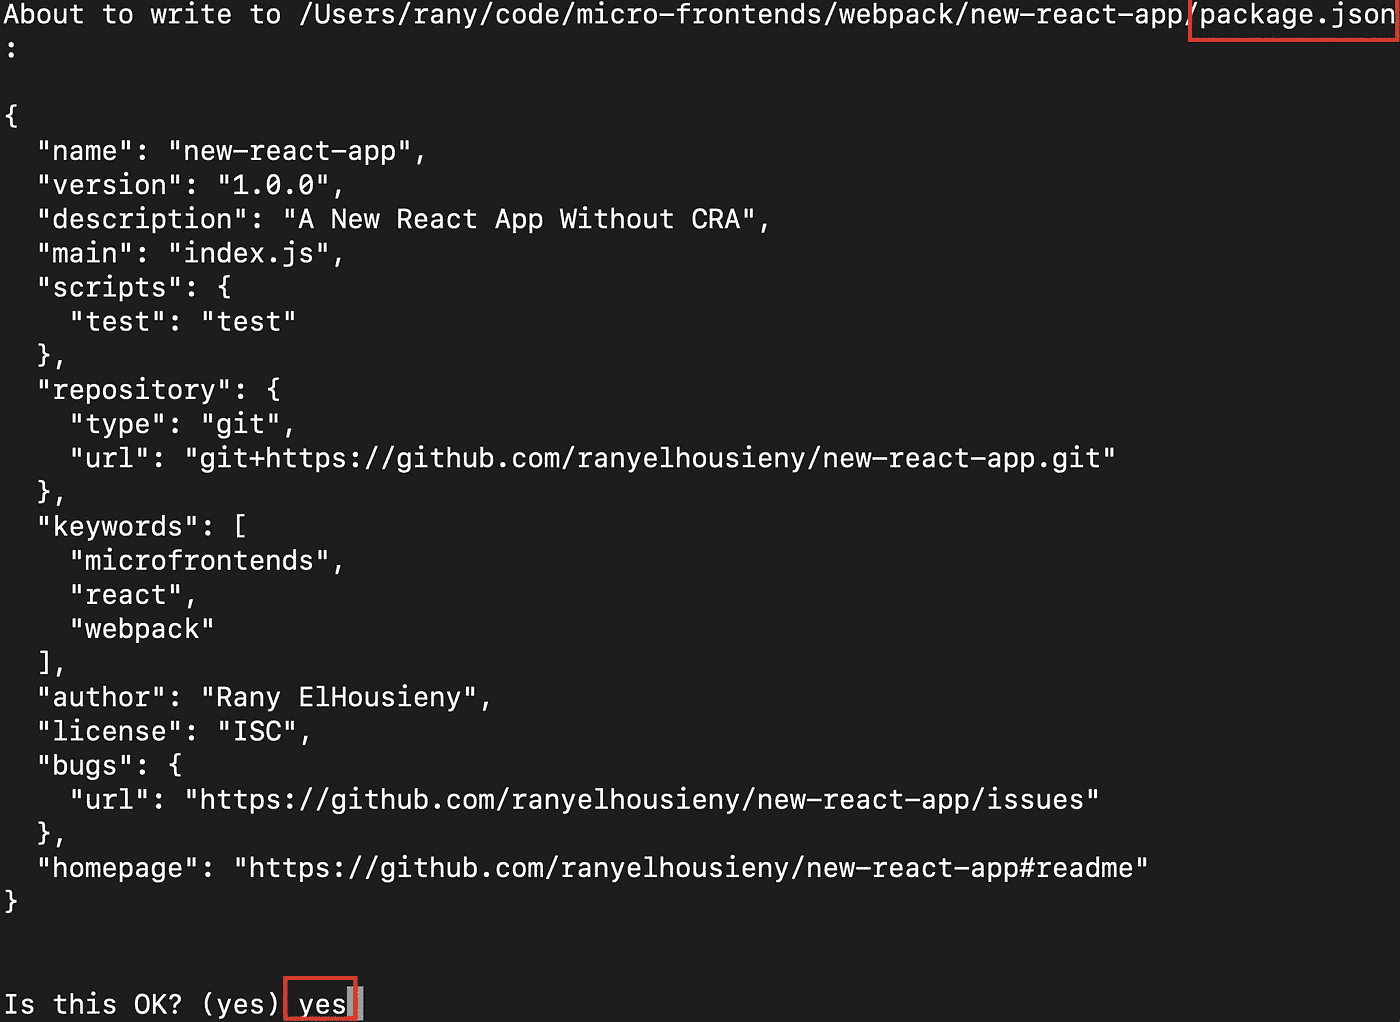 About to write to /Users/rany/code/micro-frontends/webpack/new-react-app/package.json
:
{
  "name": "new-react-app",
  "version": "1.0.0",
  "description": "A New React App Without CRA",
  "main": "index.js",
  "scripts": {
    "test": "test"
  },
  "repository": {
    "type": "git",
    "url": "git+https://github.com/ranyelhousieny/new-react-app.git"
  },
  "keywords": [
    "microfrontends",
    "react",
    "webpack"
  ],
  "author": "Rany ElHousieny",
  "license": "ISC",
  "bugs": {
    "url": "https://github.com/ranyelhousieny/new-react-app/issues"
  },
  "homepage": "https://github.com/ranyelhousieny/new-react-app#readme"
}
Is this OK? (yes) yes